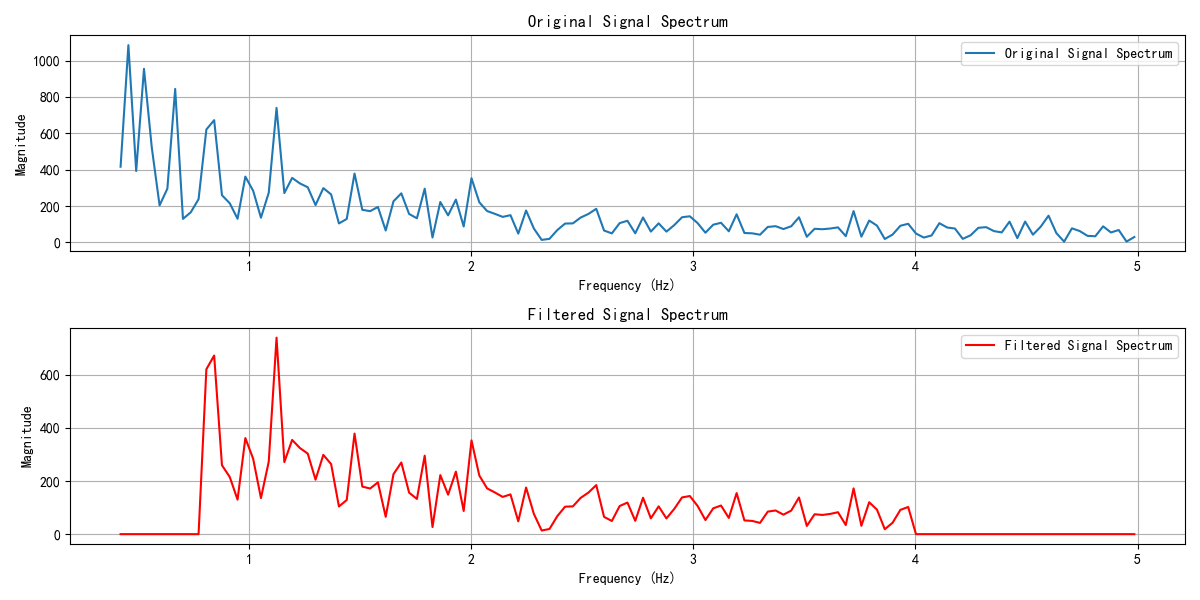 Original Signal Spectrum
Original Signal Spectrum
Magnitude
1000
800
600
400
200
0
1
2
3
4
5
Frequency (Hz)
Filtered Signal Spectrum
Filtered Signal Spectrum
Magnitude
600
400
200
0
1
2
3
4
5
Frequency (Hz)